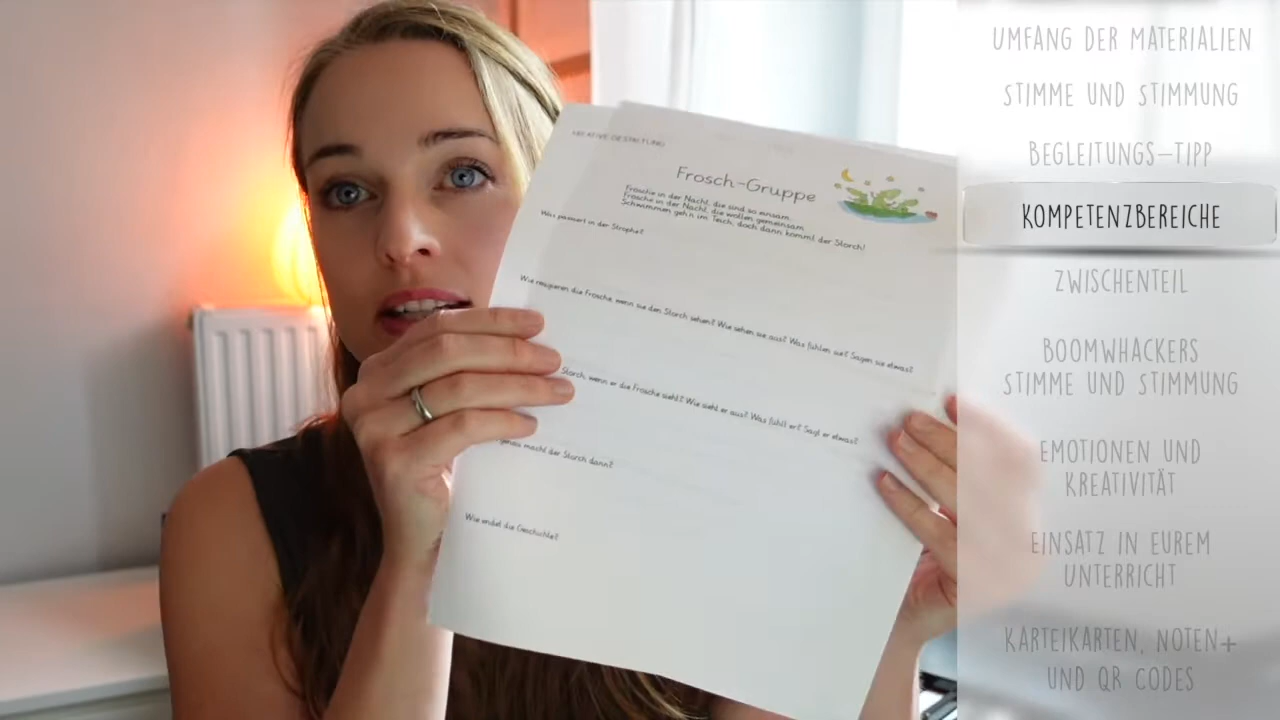 KREATIVE GESTALTUNG
Frosch-Gruppe
Frösche in der Nacht, die sind so einsam.
Frösche in der Nacht, die wollen gemeinsam
Schwimmen geh'n im Teich, doch dann kommt der Storch!
Was passiert in der Strophe?
Wie reagieren die Frösche, wenn sie den Storch sehen? Wie sehen sie aus? Was fühlen sie? Sagen sie etwas?
Storch, wenn er die Frösche sieht? Wie sieht er aus? Was fühlt er? Sagt er etwas?
macht der Storch dann?
Wie endet die Geschichte?
UMFANG DER MATERIALIEN
STIMME UND STIMMUNG
BEGLEITUNGS-TIPP
KOMPETENZBEREICHE
ZWISCHENTEIL
BOOMWHACKERS
STIMME UND STIMMUNG
EMOTIONEN UND
KREATIVITÄT
EINSATZ IN EUREM
UNTERRICHT
KARTEIKARTEN, NOTEN+
UND QR CODES